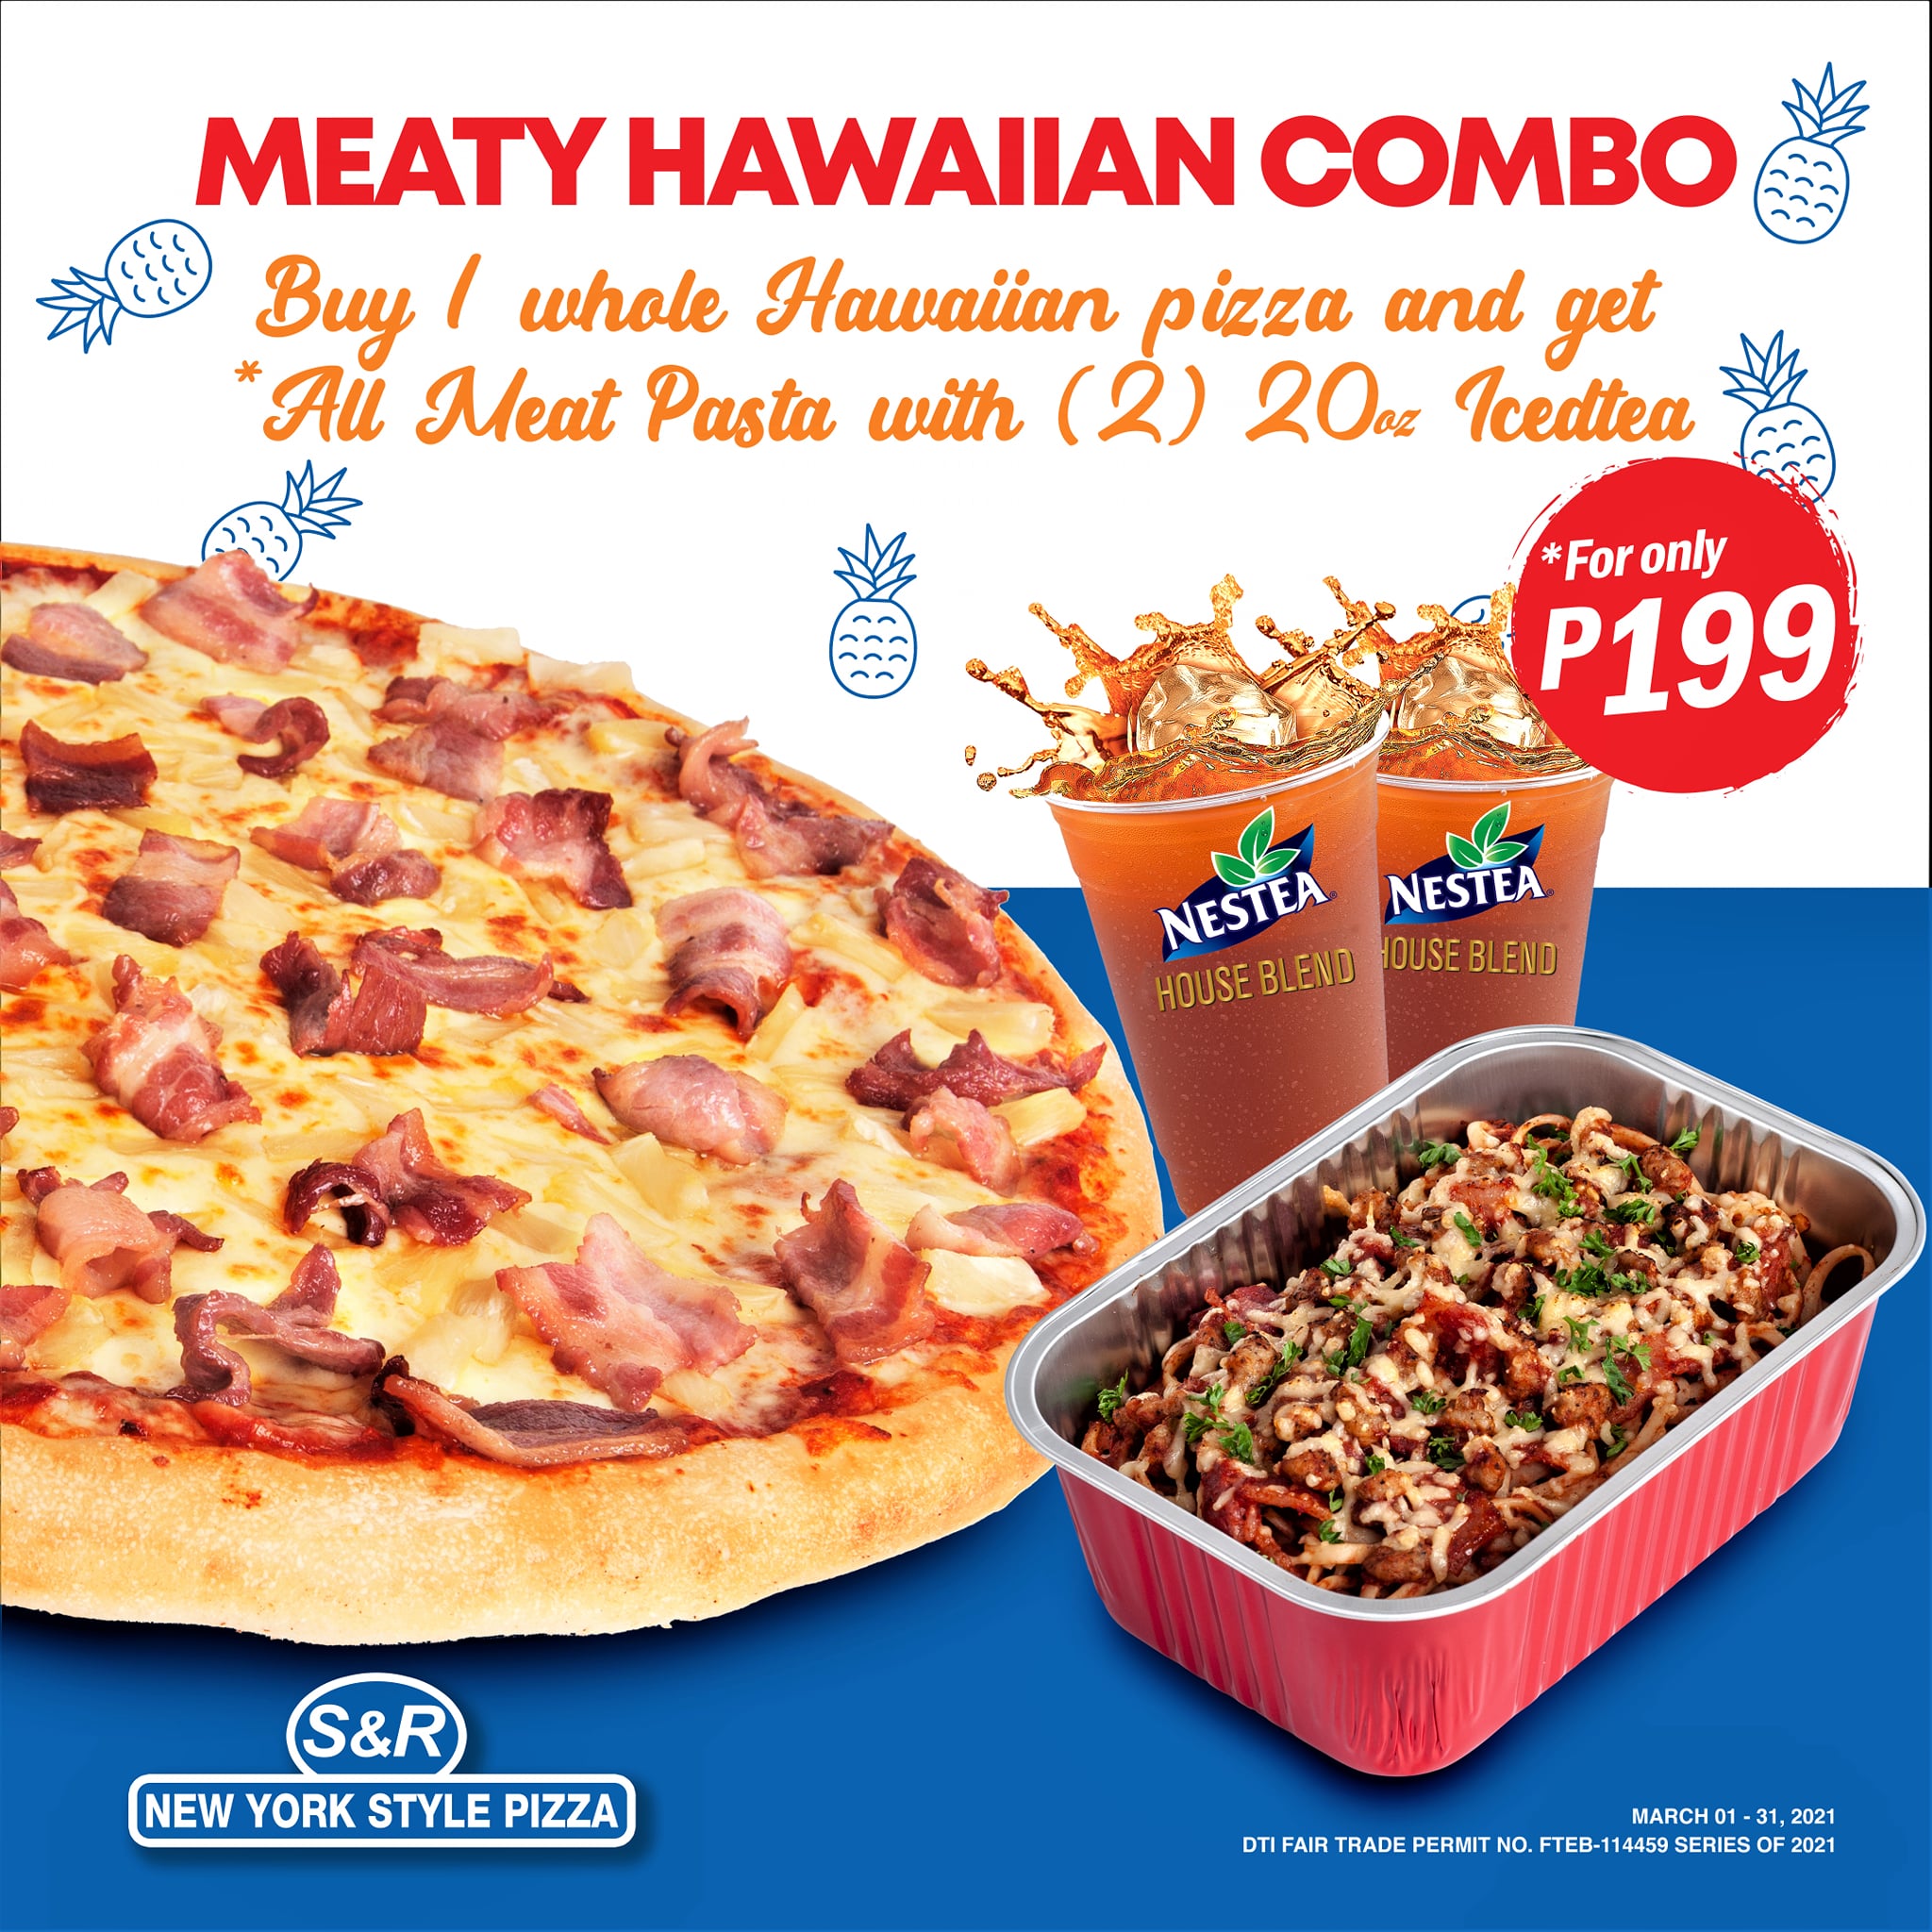 MEATY HAWAIIAN COMBO
Buy 1 whole Hawaiian pizza and get
*All Meat Pasta with (2) 20oz Icedtea
*For only
P199
NESTEA
HOUSE BLEND
NESTEA
HOUSE BLEND
S&R
NEW YORK STYLE PIZZA
MARCH 01 - 31, 2021
DTI FAIR TRADE PERMIT NO. FTEB-114459 SERIES OF 2021